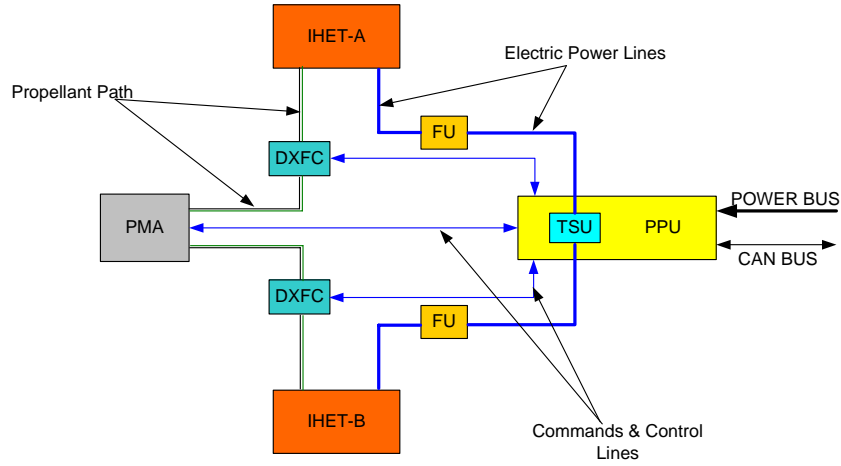 IHET-A
Electric Power Lines
Propellant Path
FU
DXFC
POWER BUS
PMA
TSU
PPU
CAN BUS
DXFC
FU
IHET-B
Commands & Control
Lines